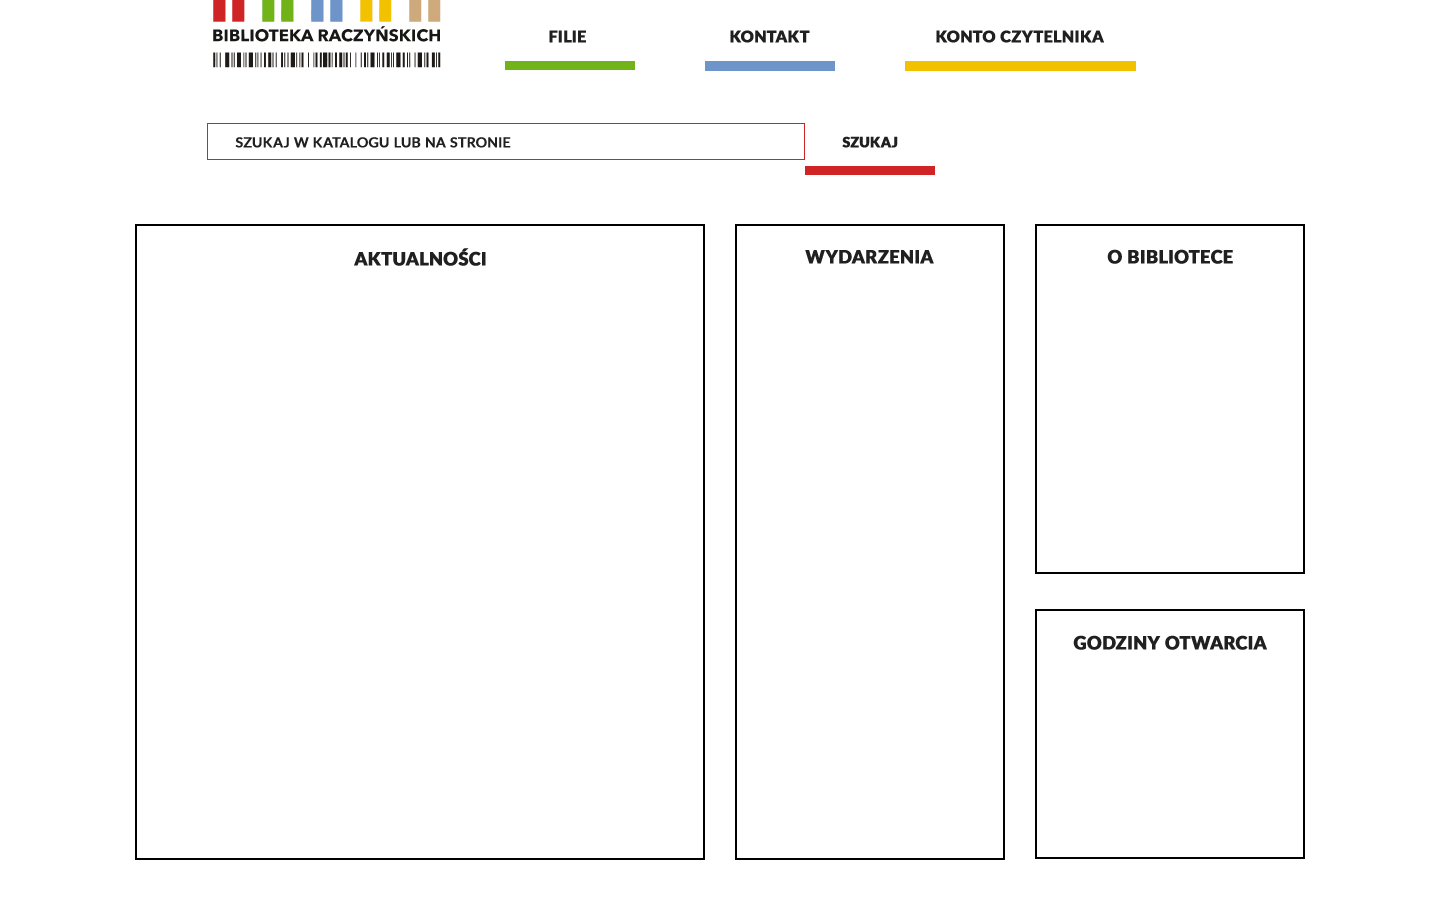 BIBLIOTEKA RACZYŃSKICH
FILIE
KONTAKT
KONTO CZYTELNIKA
SZUKAJ W KATALOGU LUB NA STRONIE
SZUKAJ
AKTUALNOŚCI
WYDARZENIA
O BIBLIOTECE
GODZINY OTWARCIA